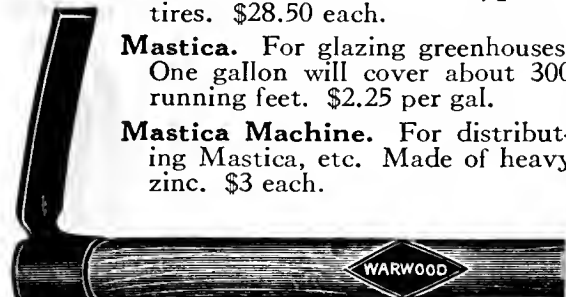 tires. $28.50 each.
Mastica. For glazing greenhouses
One gallon will cover about 300
running feet. $2.25 per gal.
Mastica Machine. For distribut-
ing Mastica, etc. Made of heavy
zinc. $3 each.
WARWOOD